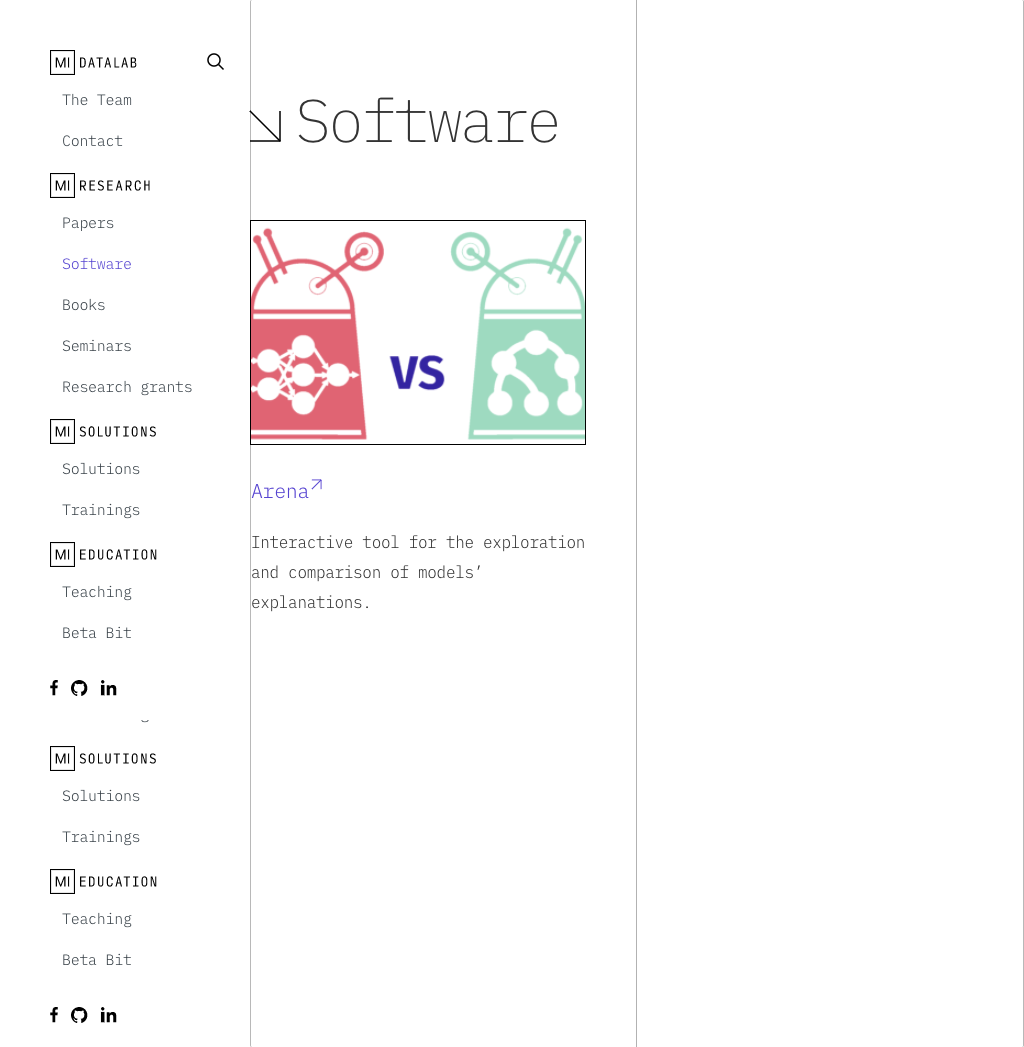 MI DATALAB
The Team
Contact
MI RESEARCH
Papers
Software
Books
Seminars
Research grants
MI SOLUTIONS
Solutions
Trainings
MI EDUCATION
Teaching
Beta Bit
MI SOLUTIONS
Solutions
Trainings
MI EDUCATION
Teaching
Beta Bit
Software
VS
Arena
Interactive tool for the exploration
and comparison of models’
explanations.